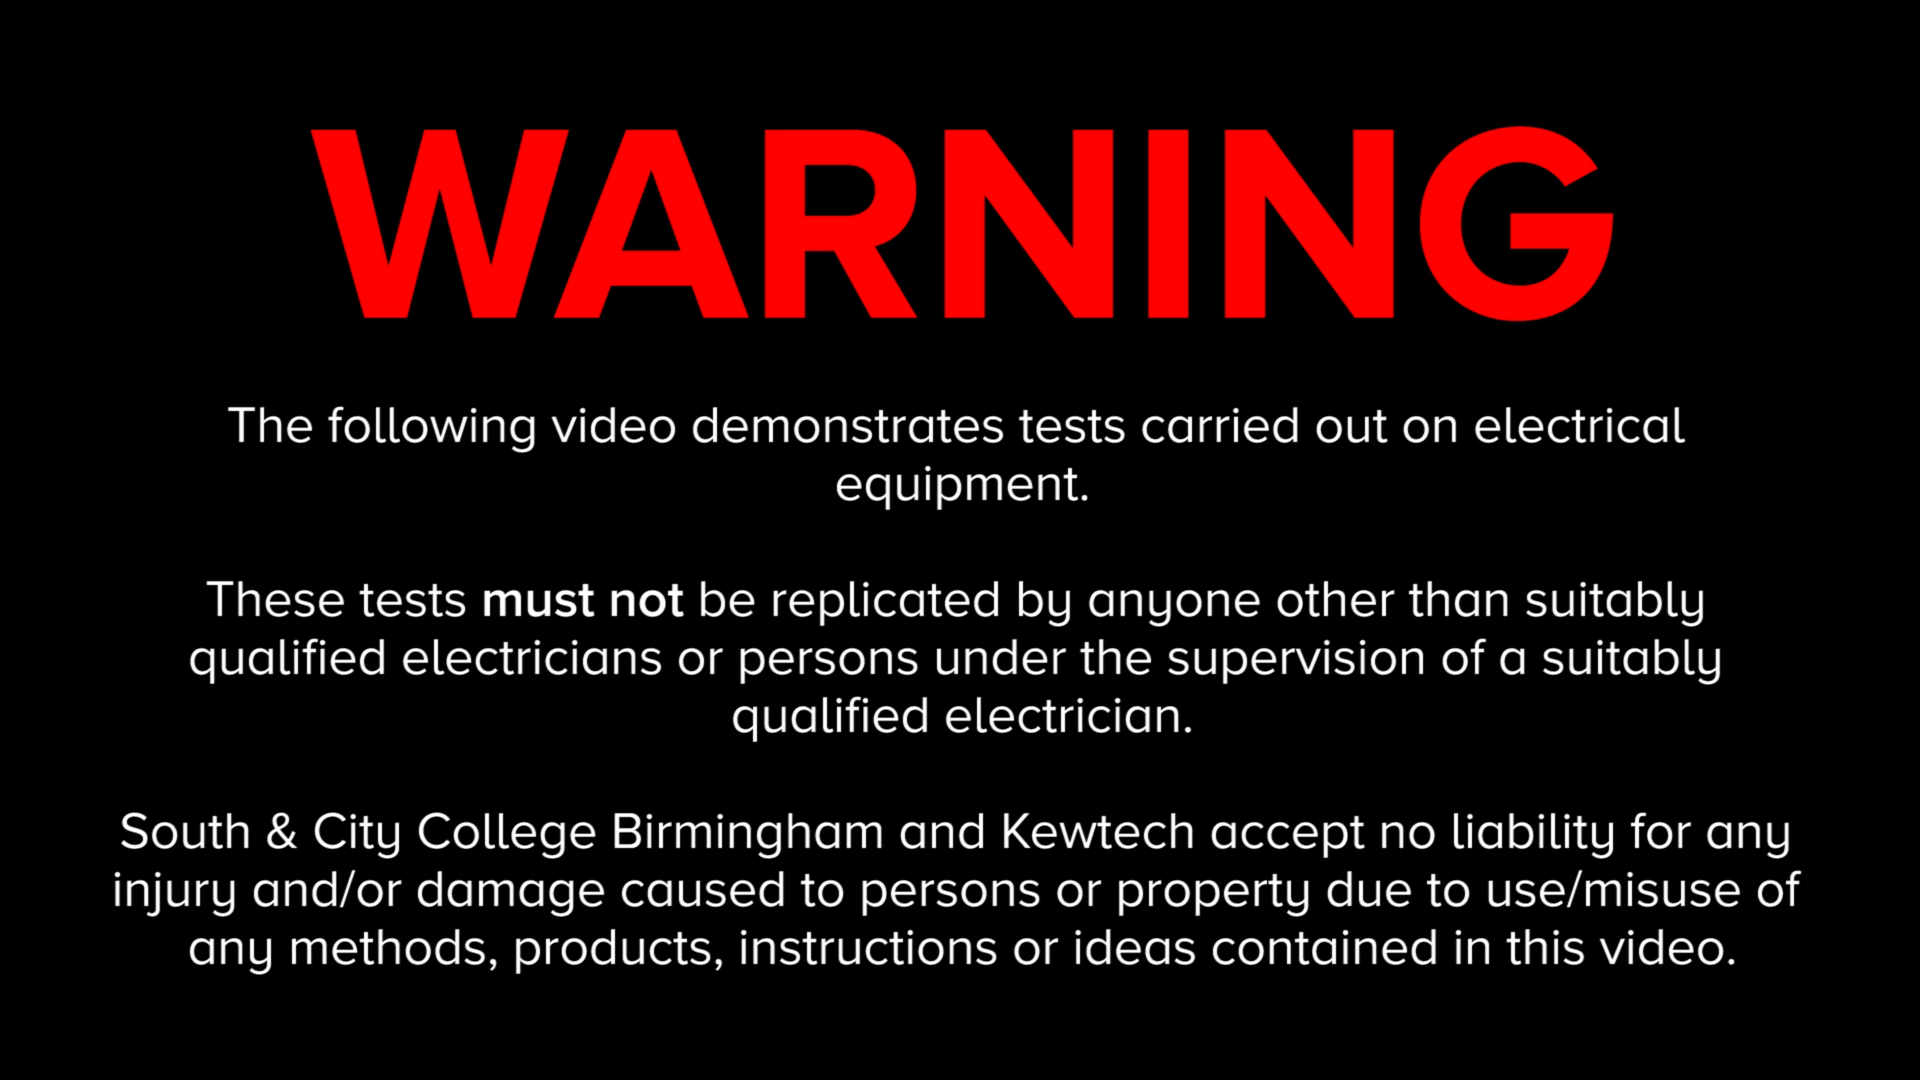 WARNING
The following video demonstrates tests carried out on electrical
equipment.
These tests must not be replicated by anyone other than suitably
qualified electricians or persons under the supervision of a suitably
qualified electrician.
South & City College Birmingham and Kewtech accept no liability for any
injury and/or damage caused to persons or property due to use/misuse of
any methods, products, instructions or ideas contained in this video.